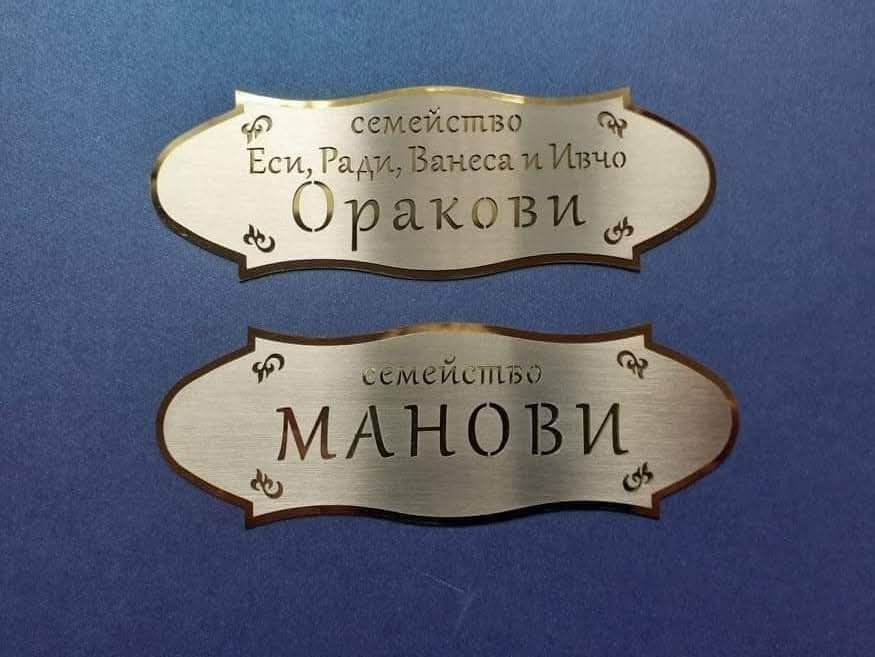 семейство
Еси, Ради, Ванеса и Ивчо
Оракови
семейство
МАНОВИ